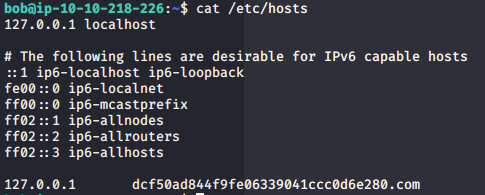 bob@ip-10-10-218-226:~$ cat /etc/hosts
127.0.0.1 localhost
# The following lines are desirable for IPv6 capable hosts
::1 ip6-localhost ip6-loopback
fe00::0 ip6-localnet
ff00::0 ip6-mcastprefix
ff02::1 ip6-allnodes
ff02::2 ip6-allrouters
ff02::3 ip6-allhosts
127.0.0.1 dcf50ad844f9fe06339041ccc0d6e280.com